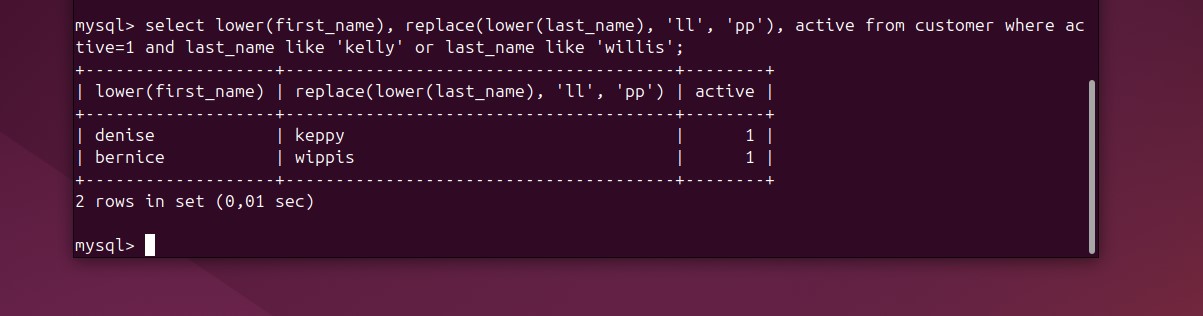 mysql> select lower(first_name), replace(lower(last_name), 'll', 'pp'), active from customer where ac
tive=1 and last_name like 'kelly' or last_name like 'willis';
+-------------------+---------------------------------------+--------+
| lower(first_name) | replace(lower(last_name), 'll', 'pp') | active |
+-------------------+---------------------------------------+--------+
| denise            | keppy                                 |      1 |
| bernice           | wippis                                |      1 |
+-------------------+---------------------------------------+--------+
2 rows in set (0,01 sec)
mysql>